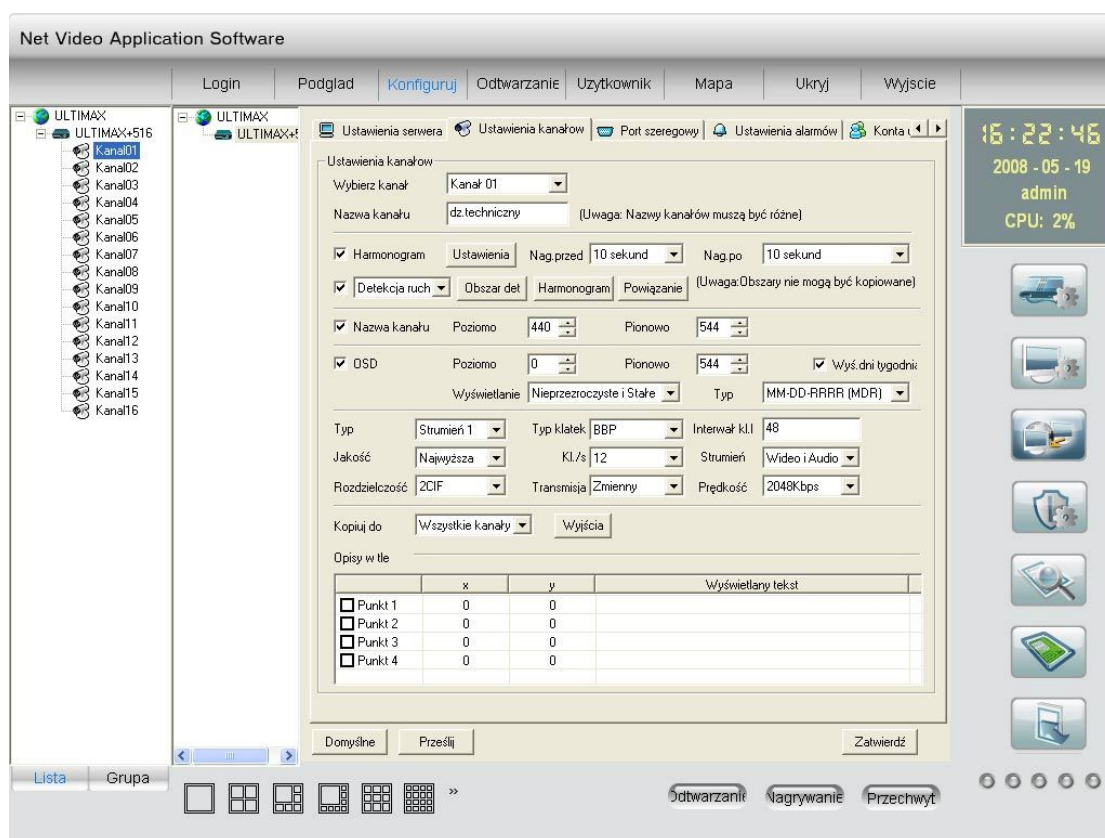 Net Video Application Software
Login Podglad Konfiguruj Odtwarzanie Uzytkownik Mapa Ukryj Wyjscie
ULTIMAX
ULTIMAX+516
Kanal01
Kanal02
Kanal03
Kanal04
Kanal05
Kanal06
Kanal07
Kanal08
Kanal09
Kanal10
Kanal11
Kanal12
Kanal13
Kanal14
Kanal15
Kanal16
ULTIMAX
ULTIMAX+5
Ustawienia serwera Ustawienia kanałow Port szeregowy Ustawienia alarmów Konta
Ustawienia kanałow
Wybierz kanał Kanał 01
Nazwa kanału dz.techniczny (Uwaga: Nazwy kanałów muszą być różne)
Harmonogram Ustawienia Nag.przed 10 sekund Nag.po 10 sekund
Detekcja ruch Obszar det Harmonogram Powiązanie (Uwaga:Obszary nie mogą być kopiowane)
Nazwa kanału Poziomo 440 Pionowo 544
OSD Poziomo 0 Pionowo 544 Wyś.dni tygodnia
Wyświetlanie Nieprzezroczyste i Stałe Typ MM-DD-RRRR (MDR)
Typ Strumień 1 Typ klatek BBP Interwał kl.I 48
Jakość Najwyższa Kl./s 12 Strumień Wideo i Audio
Rozdzielczość 2CIF Transmisja Zmienny Prędkość 2048Kbps
Kopiuj do Wszystkie kanały Wyjścia
Opisy w tle
x y Wyświetlany tekst
Punkt 1 0 0
Punkt 2 0 0
Punkt 3 0 0
Punkt 4 0 0
Domyślne Prześlij Zatwierdź
16:22:46
2008 - 05 - 19
admin
CPU: 2%
Lista Grupa
»
Odtwarzanie Nagrywanie Przechwyt